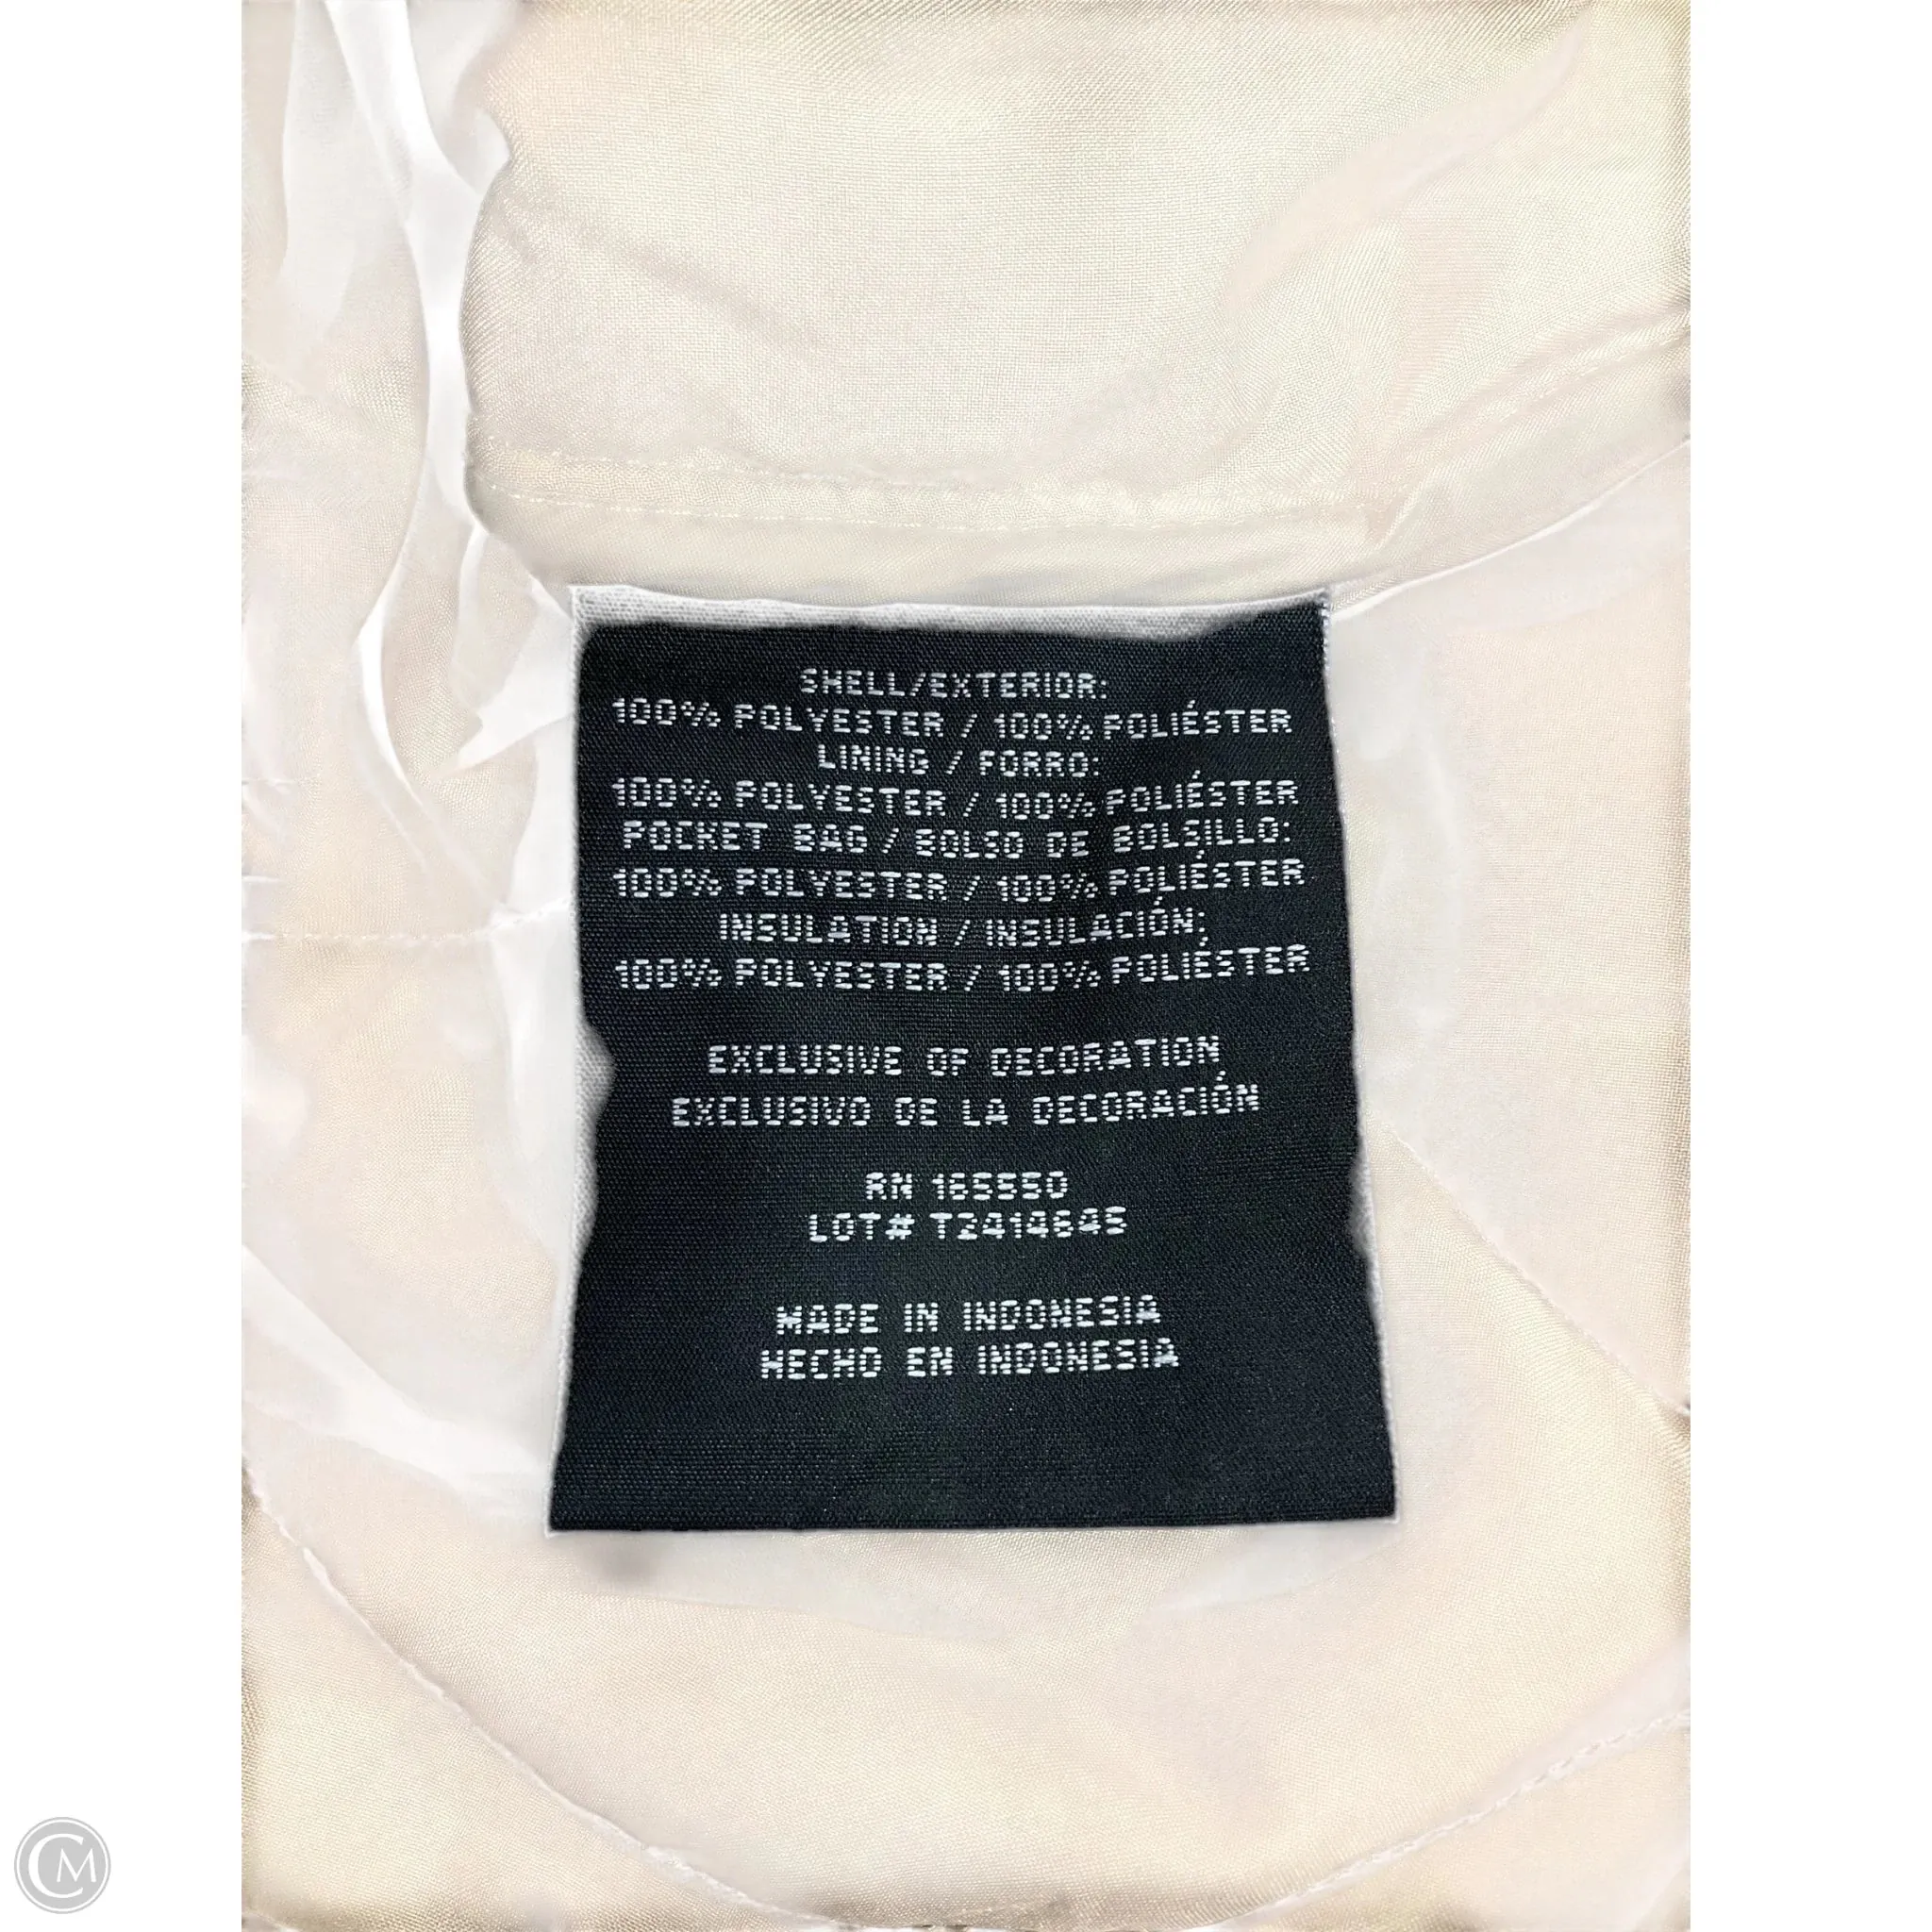 SHELL/EXTERIOR:
100% POLYESTER / 100% POLIÉSTER
LINING / FORRO:
100% POLYESTER / 100% POLIÉSTER
POCKET BAG / BOLSO DE BOLSILLO:
100% POLYESTER / 100% POLIÉSTER
INSULATION / INSULACIÓN:
100% POLYESTER / 100% POLIÉSTER
EXCLUSIVE OF DECORATION
EXCLUSIVO DE LA DECORACIÓN
RN 165550
LOT# T2414645
MADE IN INDONESIA
HECHO EN INDONESIA
CM